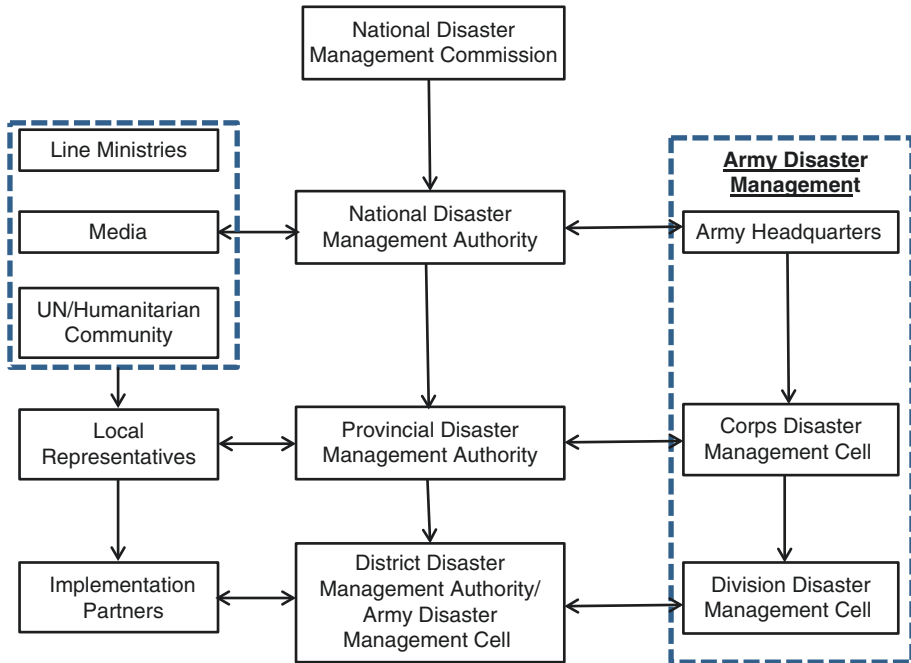 National Disaster
Management Commission
Line Ministries
Army Disaster
Management
National Disaster
Management Authority
Media
Army Headquarters
UN/Humanitarian
Community
Local
Representatives
Provincial Disaster
Management Authority
Corps Disaster
Management Cell
Implementation
Partners
District Disaster
Management Authority/
Army Disaster
Management Cell
Division Disaster
Management Cell